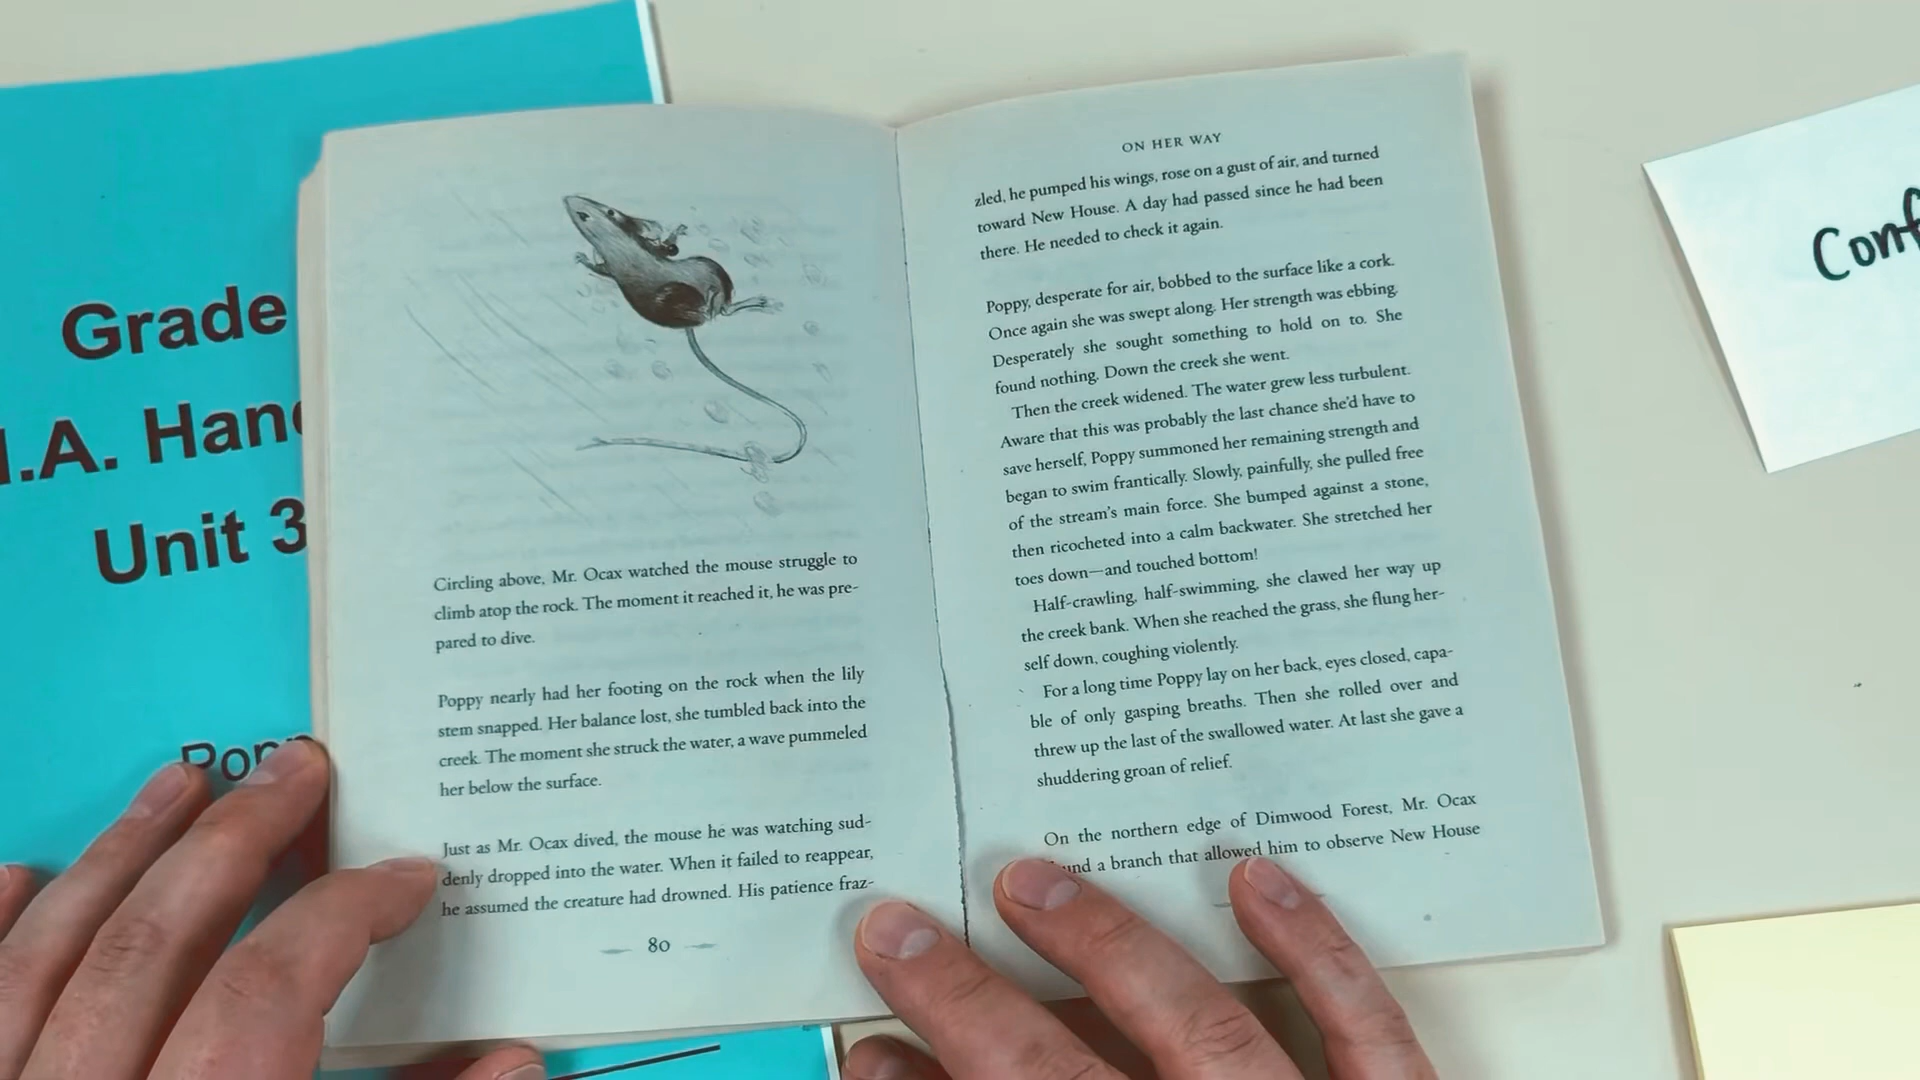 Grade
.A. Han
Unit 3
Circling above, Mr. Ocax watched the mouse struggle to
climb atop the rock. The moment it reached it, he was pre-
pared to dive.
Poppy nearly had her footing on the rock when the lily
stem snapped. Her balance lost, she tumbled back into the
creek. The moment she struck the water, a wave pummeled
her below the surface.
Just as Mr. Ocax dived, the mouse he was watching sud-
denly dropped into the water. When it failed to reappear,
he assumed the creature had drowned. His patience fraz-
80
ON HER WAY
zled, he pumped his wings, rose on a gust of air, and turned
toward New House. A day had passed since he had been
there. He needed to check it again.
Poppy, desperate for air, bobbed to the surface like a cork.
Once again she was swept along. Her strength was ebbing.
Desperately she sought something to hold on to. She
found nothing. Down the creek she went.
Then the creek widened. The water grew less turbulent.
Aware that this was probably the last chance she'd have to
save herself, Poppy summoned her remaining strength and
began to swim frantically. Slowly, painfully, she pulled free
of the stream's main force. She bumped against a stone,
then ricocheted into a calm backwater. She stretched her
toes down—and touched bottom!
Half-crawling, half-swimming, she clawed her way up
the creek bank. When she reached the grass, she flung her-
self down, coughing violently.
For a long time Poppy lay on her back, eyes closed, capa-
ble of only gasping breaths. Then she rolled over and
threw up the last of the swallowed water. At last she gave a
shuddering groan of relief.
On the northern edge of Dimwood Forest, Mr. Ocax
a branch that allowed him to observe New House
Conf